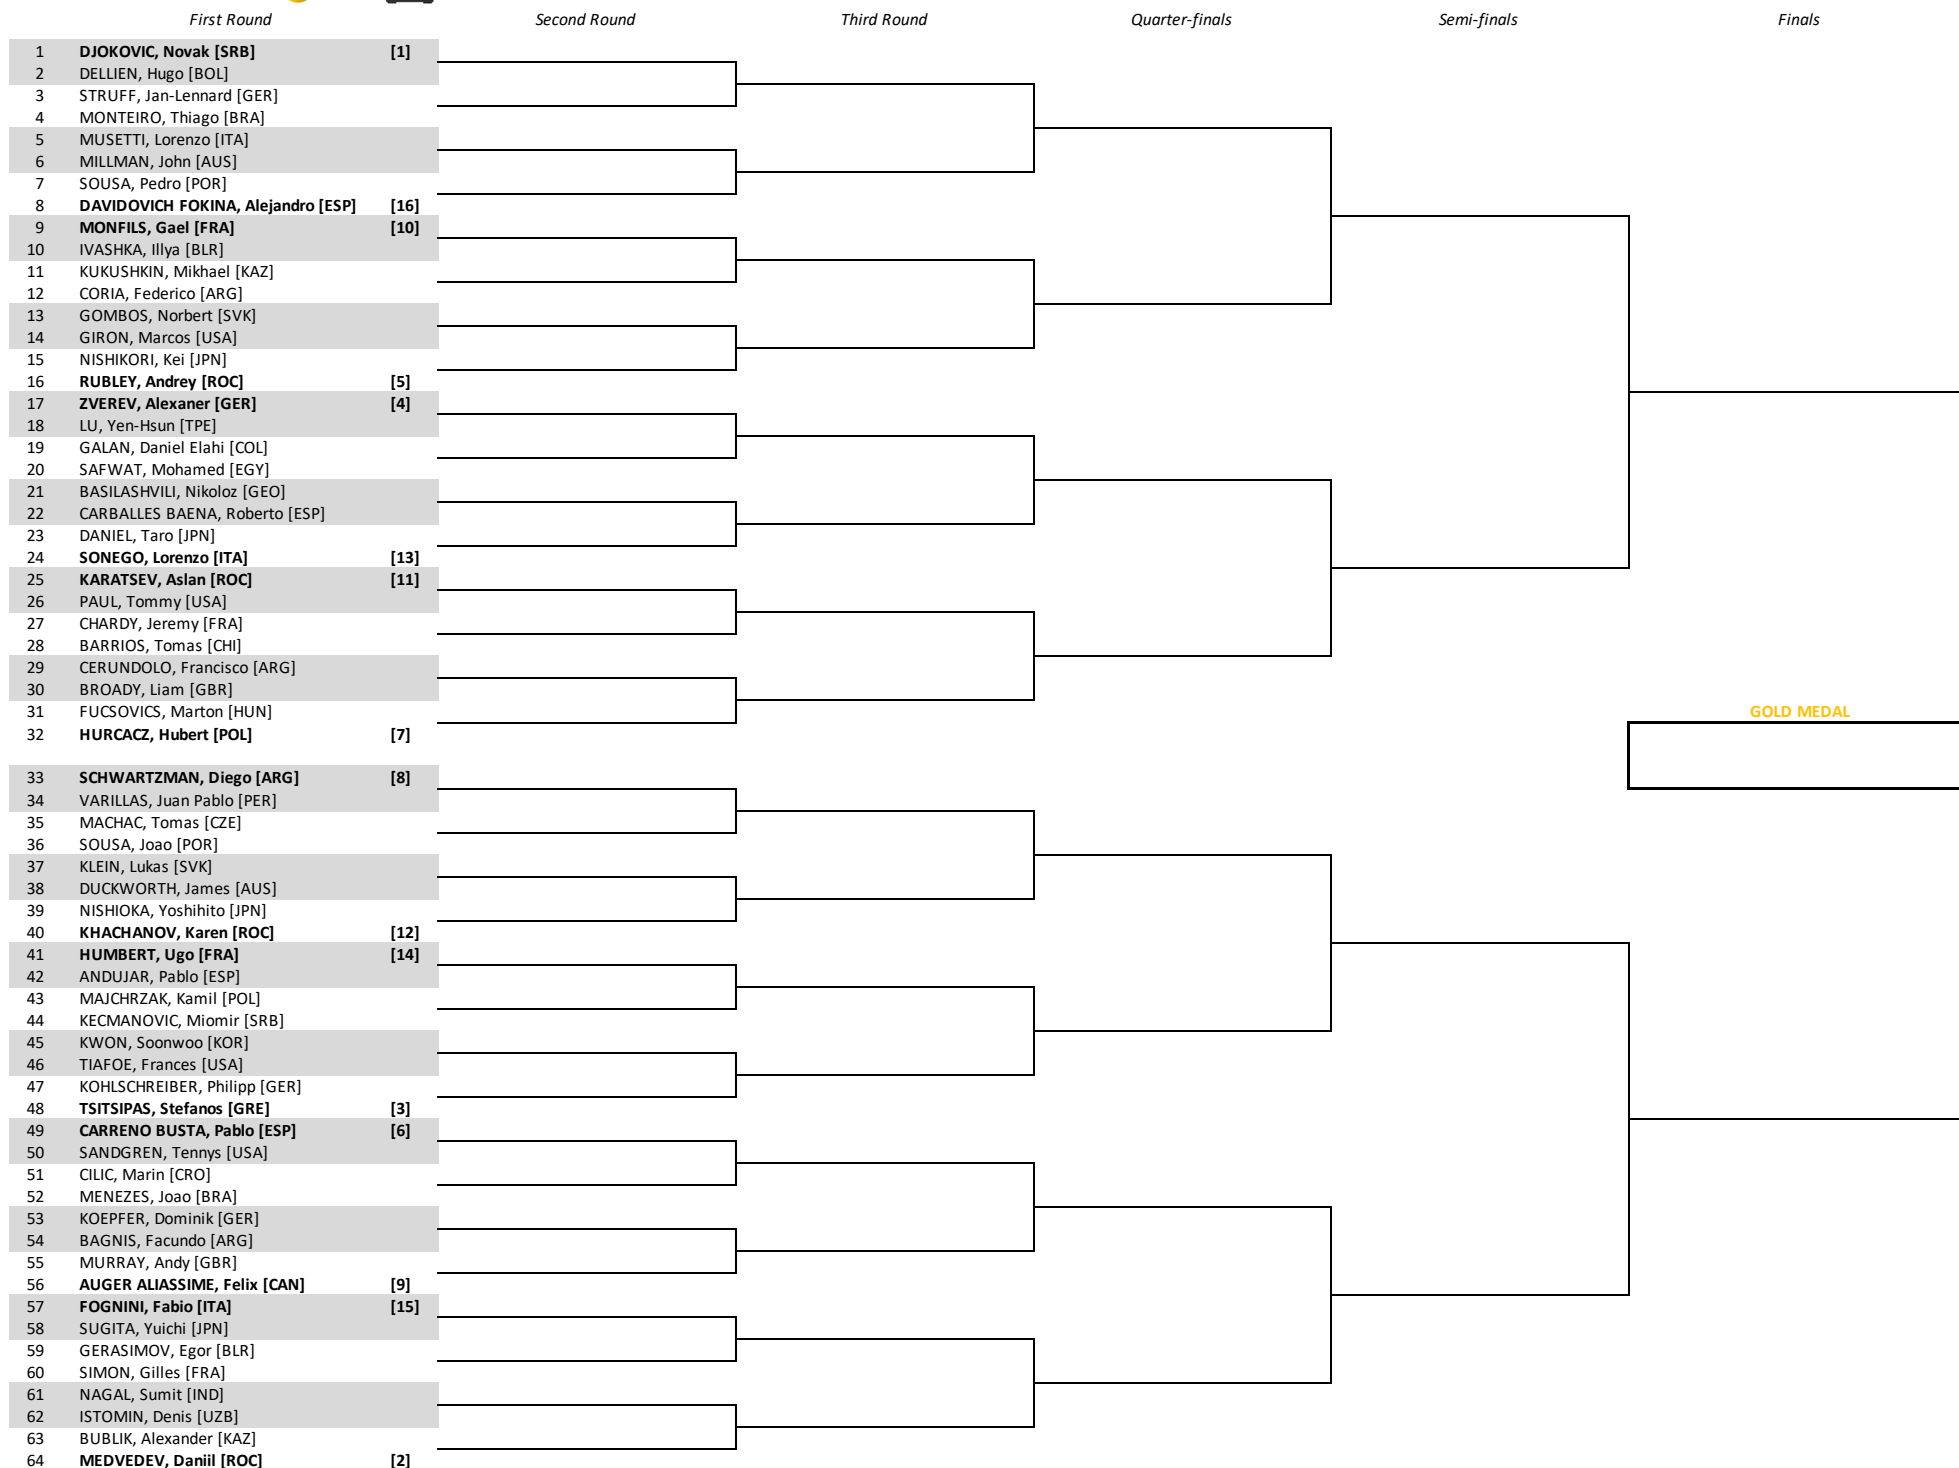 First Round Second Round Third Round Quarter-finals Semi-finals Finals
1 DJOKOVIC, Novak [SRB] [1]
2 DELLIEN, Hugo [BOL]
3 STRUFF, Jan-Lennard [GER]
4 MONTEIRO, Thiago [BRA]
5 MUSETTI, Lorenzo [ITA]
6 MILLMAN, John [AUS]
7 SOUSA, Pedro [POR]
8 DAVIDOVICH FOKINA, Alejandro [ESP] [16]
9 MONFILS, Gael [FRA] [10]
10 IVASHKA, Illya [BLR]
11 KUKUSHKIN, Mikhael [KAZ]
12 CORIA, Federico [ARG]
13 GOMBOS, Norbert [SVK]
14 GIRON, Marcos [USA]
15 NISHIKORI, Kei [JPN]
16 RUBLEY, Andrey [ROC] [5]
17 ZVEREV, Alexaner [GER] [4]
18 LU, Yen-Hsun [TPE]
19 GALAN, Daniel Elahi [COL]
20 SAFWAT, Mohamed [EGY]
21 BASILASHVILI, Nikoloz [GEO]
22 CARBALLES BAENA, Roberto [ESP]
23 DANIEL, Taro [JPN]
24 SONEGO, Lorenzo [ITA] [13]
25 KARATSEV, Aslan [ROC] [11]
26 PAUL, Tommy [USA]
27 CHARDY, Jeremy [FRA]
28 BARRIOS, Tomas [CHI]
29 CERUNDOLO, Francisco [ARG]
30 BROADY, Liam [GBR]
31 FUCSOVICS, Marton [HUN]
GOLD MEDAL
32 HURCACZ, Hubert [POL] [7]
33 SCHWARTZMAN, Diego [ARG] [8]
34 VARILLAS, Juan Pablo [PER]
35 MACHAC, Tomas [CZE]
36 SOUSA, Joao [POR]
37 KLEIN, Lukas [SVK]
38 DUCKWORTH, James [AUS]
39 NISHIOKA, Yoshihito [JPN]
40 KHACHANOV, Karen [ROC] [12]
41 HUMBERT, Ugo [FRA] [14]
42 ANDUJAR, Pablo [ESP]
43 MAJCHRZAK, Kamil [POL]
44 KECMANOVIC, Miomir [SRB]
45 KWON, Soonwoo [KOR]
46 TIAFOE, Frances [USA]
47 KOHLSCHREIBER, Philipp [GER]
48 TSITSIPAS, Stefanos [GRE] [3]
49 CARRENO BUSTA, Pablo [ESP] [6]
50 SANDGREN, Tennys [USA]
51 CILIC, Marin [CRO]
52 MENEZES, Joao [BRA]
53 KOEPFER, Dominik [GER]
54 BAGNIS, Facundo [ARG]
55 MURRAY, Andy [GBR]
56 AUGER ALIASSIME, Felix [CAN] [9]
57 FOGNINI, Fabio [ITA] [15]
58 SUGITA, Yuichi [JPN]
59 GERASIMOV, Egor [BLR]
60 SIMON, Gilles [FRA]
61 NAGAL, Sumit [IND]
62 ISTOMIN, Denis [UZB]
63 BUBLIK, Alexander [KAZ]
64 MEDVEDEV, Daniil [ROC] [2]